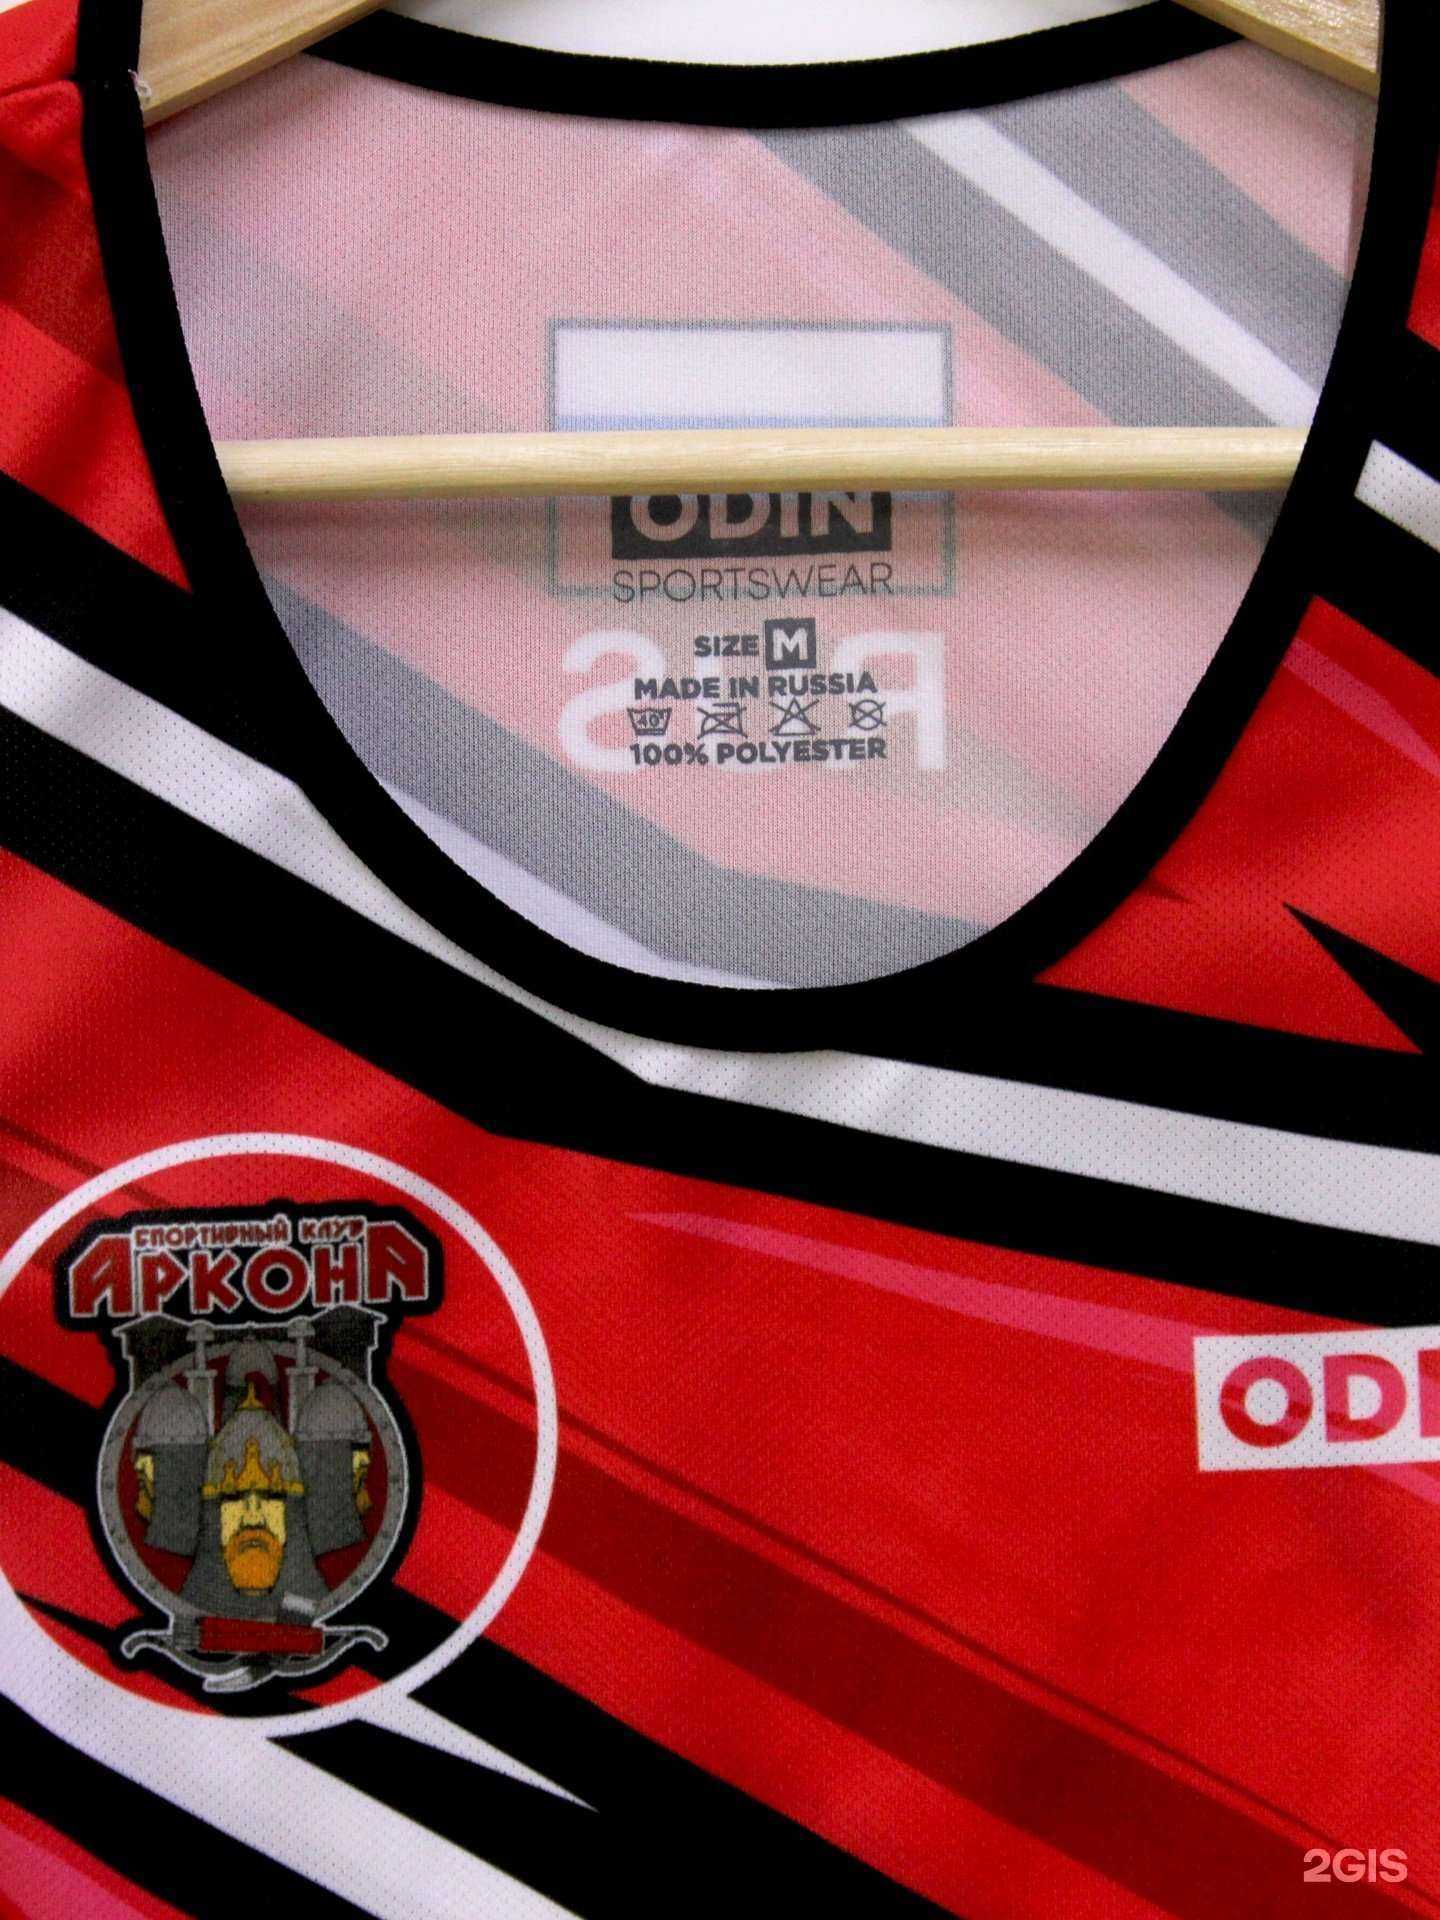 ODIN
SPORTSWEAR
SIZE M
MADE IN RUSSIA
40°
100% POLYESTER
СПОРТИВНЫЙ КЛУБ
АРКОНА
ODI
2GIS